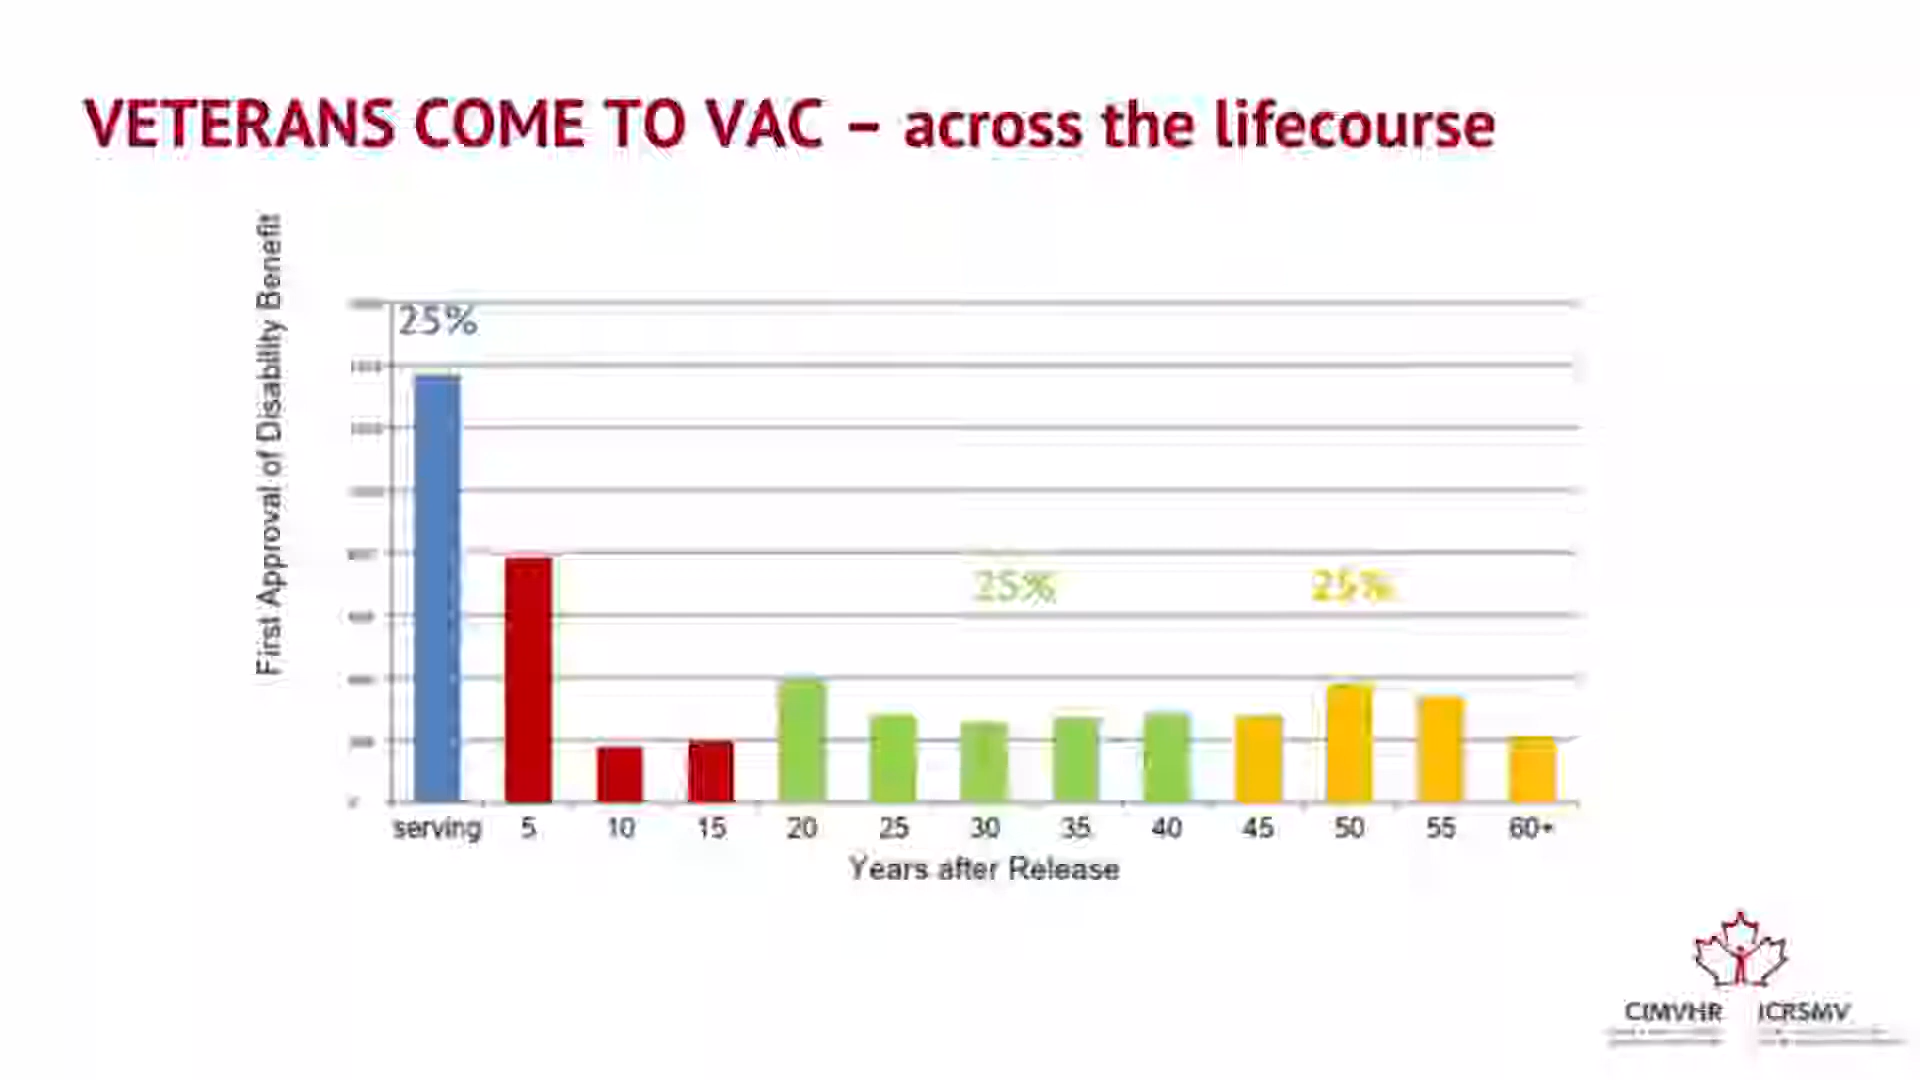 VETERANS COME TO VAC – across the lifecourse
First Approval of Disability Benefit
25%
25%
25%
serving 5 10 15 20 25 30 35 40 45 50 55 60+
Years after Release
CIMVHR ICRSMV